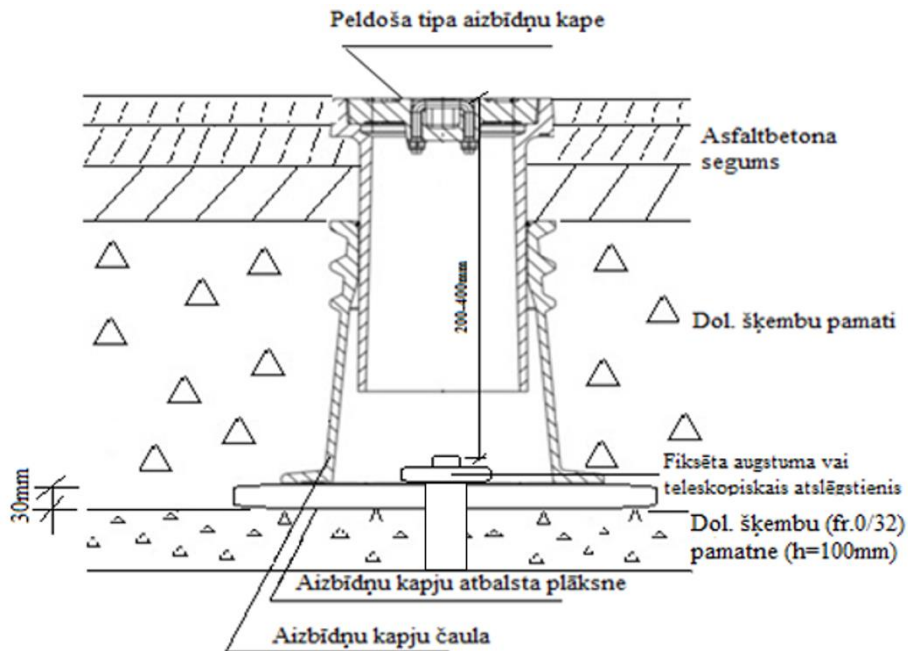 Peldoša tipa aizbīdņu kape
Asfaltbetona
segums
200-400mm
Dol. šķembu pamati
Fiksēta augstuma vai
teleskopiskais atslēgstienis
30mm
Dol. šķembu (fr.0/32)
pamatne (h=100mm)
Aizbīdņu kapju atbalsta plāksne
Aizbīdņu kapju čaula